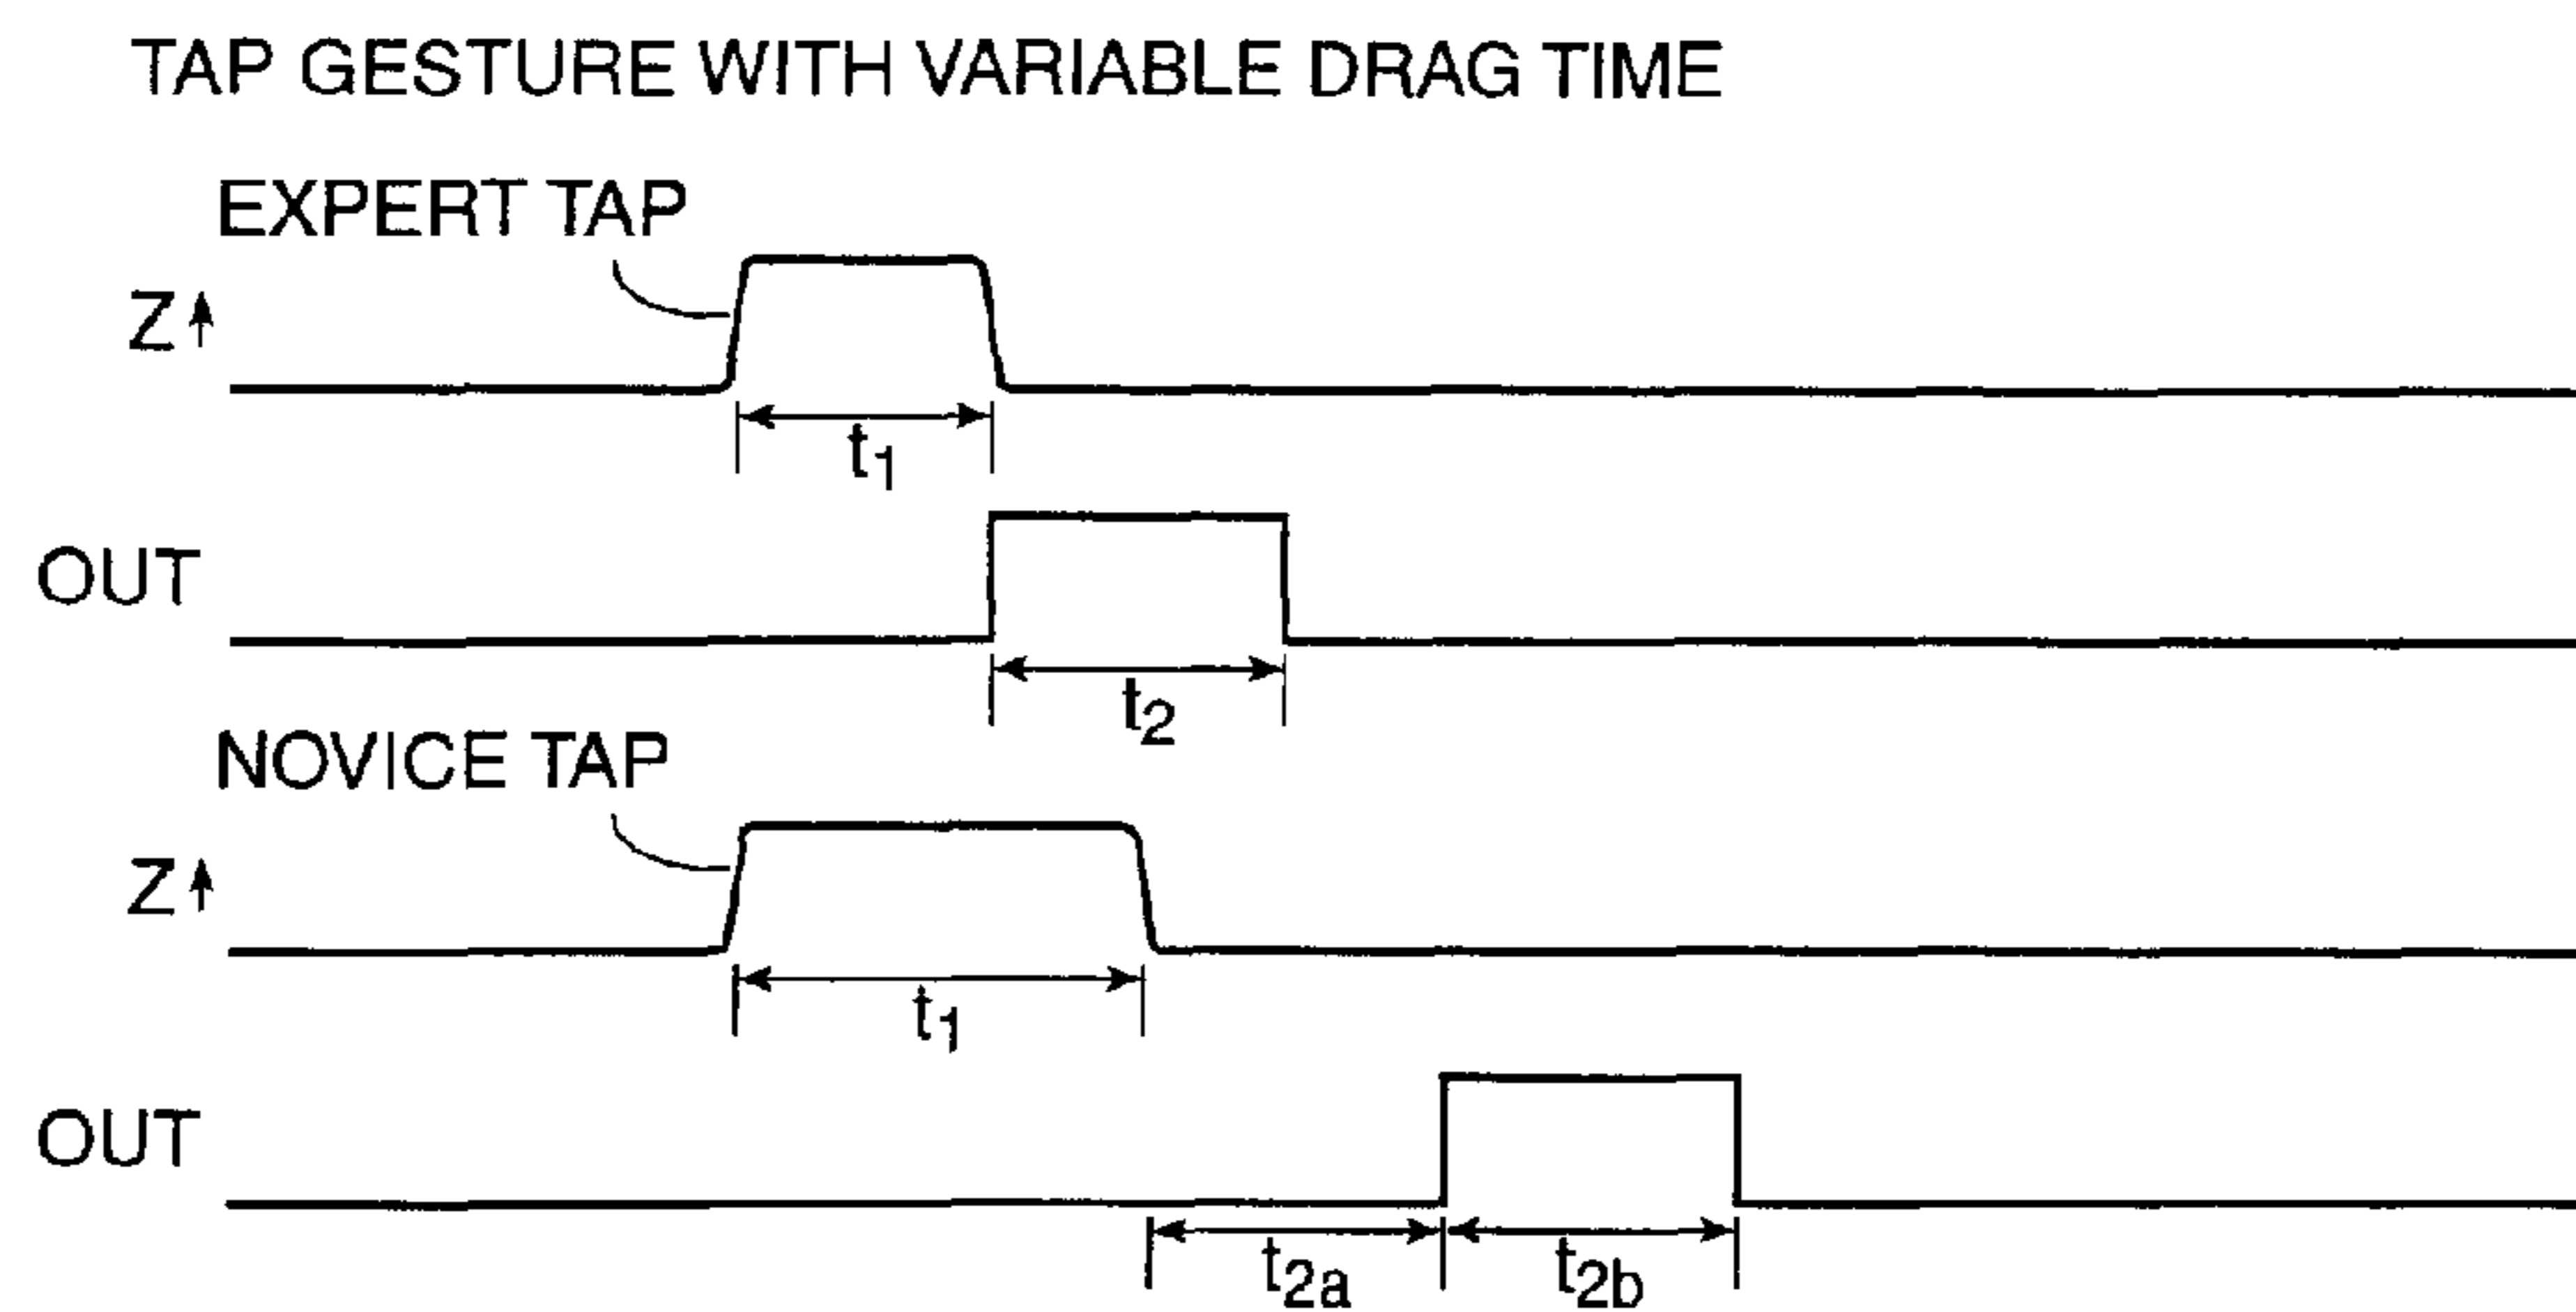 TAP GESTURE WITH VARIABLE DRAG TIME
EXPERT TAP
Z
t1
OUT
t2
NOVICE TAP
Z
t1
OUT
t2a t2b